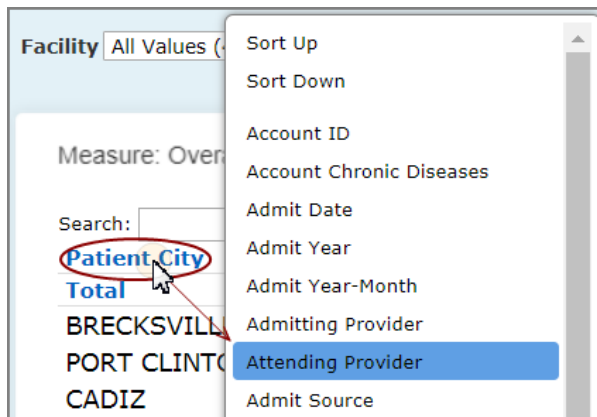 Facility All Values (
Measure: Over
Search:
Patient City
Total
BRECKSVILL
PORT CLINT
CADIZ
Sort Up
Sort Down
Account ID
Account Chronic Diseases
Admit Date
Admit Year
Admit Year-Month
Admitting Provider
Attending Provider
Admit Source